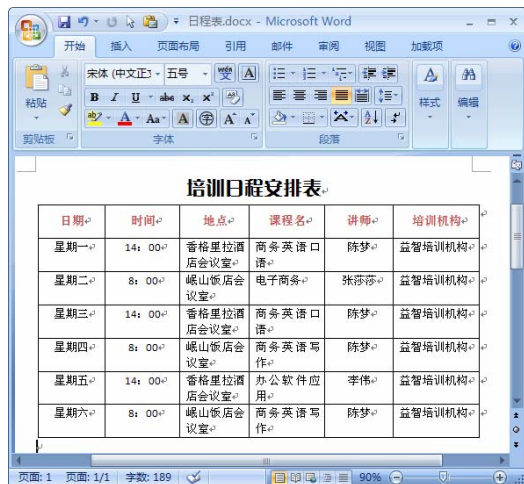 日程表.docx - Microsoft Word
开始 插入 页面布局 引用 邮件 审阅 视图 加载项
宋体 (中文正: 五号 wén A
粘贴 B I U abc x₂ x² 样式 编辑
aby A Aa A 字 A A
剪贴板 字体 段落
培训日程安排表
日期 时间 地点 课程名 讲师 培训机构
星期一 14：00 香格里拉酒店会议室 商务英语口语 陈梦 益智培训机构
星期二 8：00 岷山饭店会议室 电子商务 张莎莎 益智培训机构
星期三 14：00 香格里拉酒店会议室 商务英语口语 陈梦 益智培训机构
星期四 8：00 岷山饭店会议室 商务英语写作 陈梦 益智培训机构
星期五 14：00 香格里拉酒店会议室 办公软件应用 李伟 益智培训机构
星期六 8：00 岷山饭店会议室 商务英语写作 陈梦 益智培训机构
页面: 1 页面: 1/1 字数: 189 90%